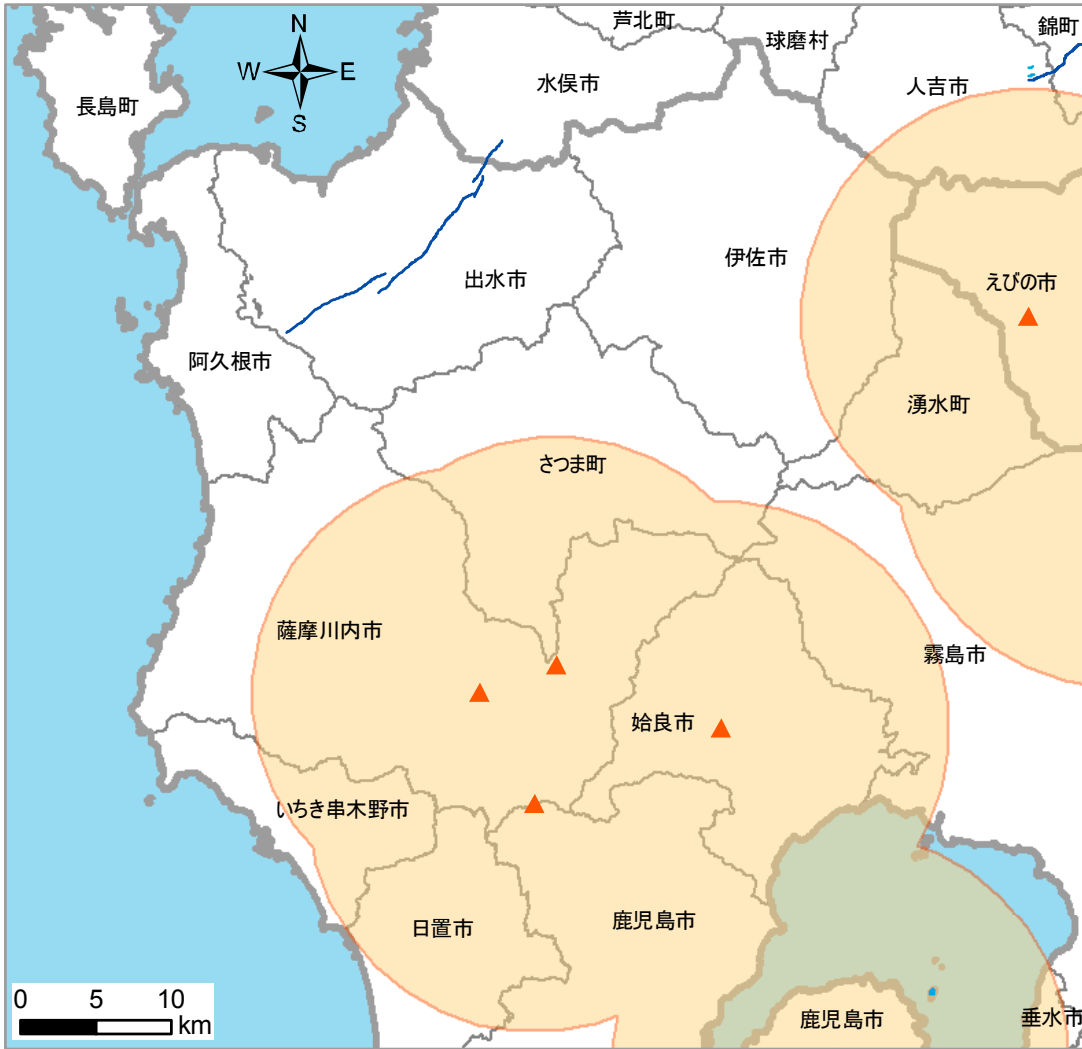 芦北町
錦町
球磨村
N
W E
S
水俣市
人吉市
長島町
出水市
伊佐市
えびの市
阿久根市
湧水町
さつま町
薩摩川内市
霧島市
姶良市
いちき串木野市
日置市
鹿児島市
0 5 10
km
鹿児島市
垂水市